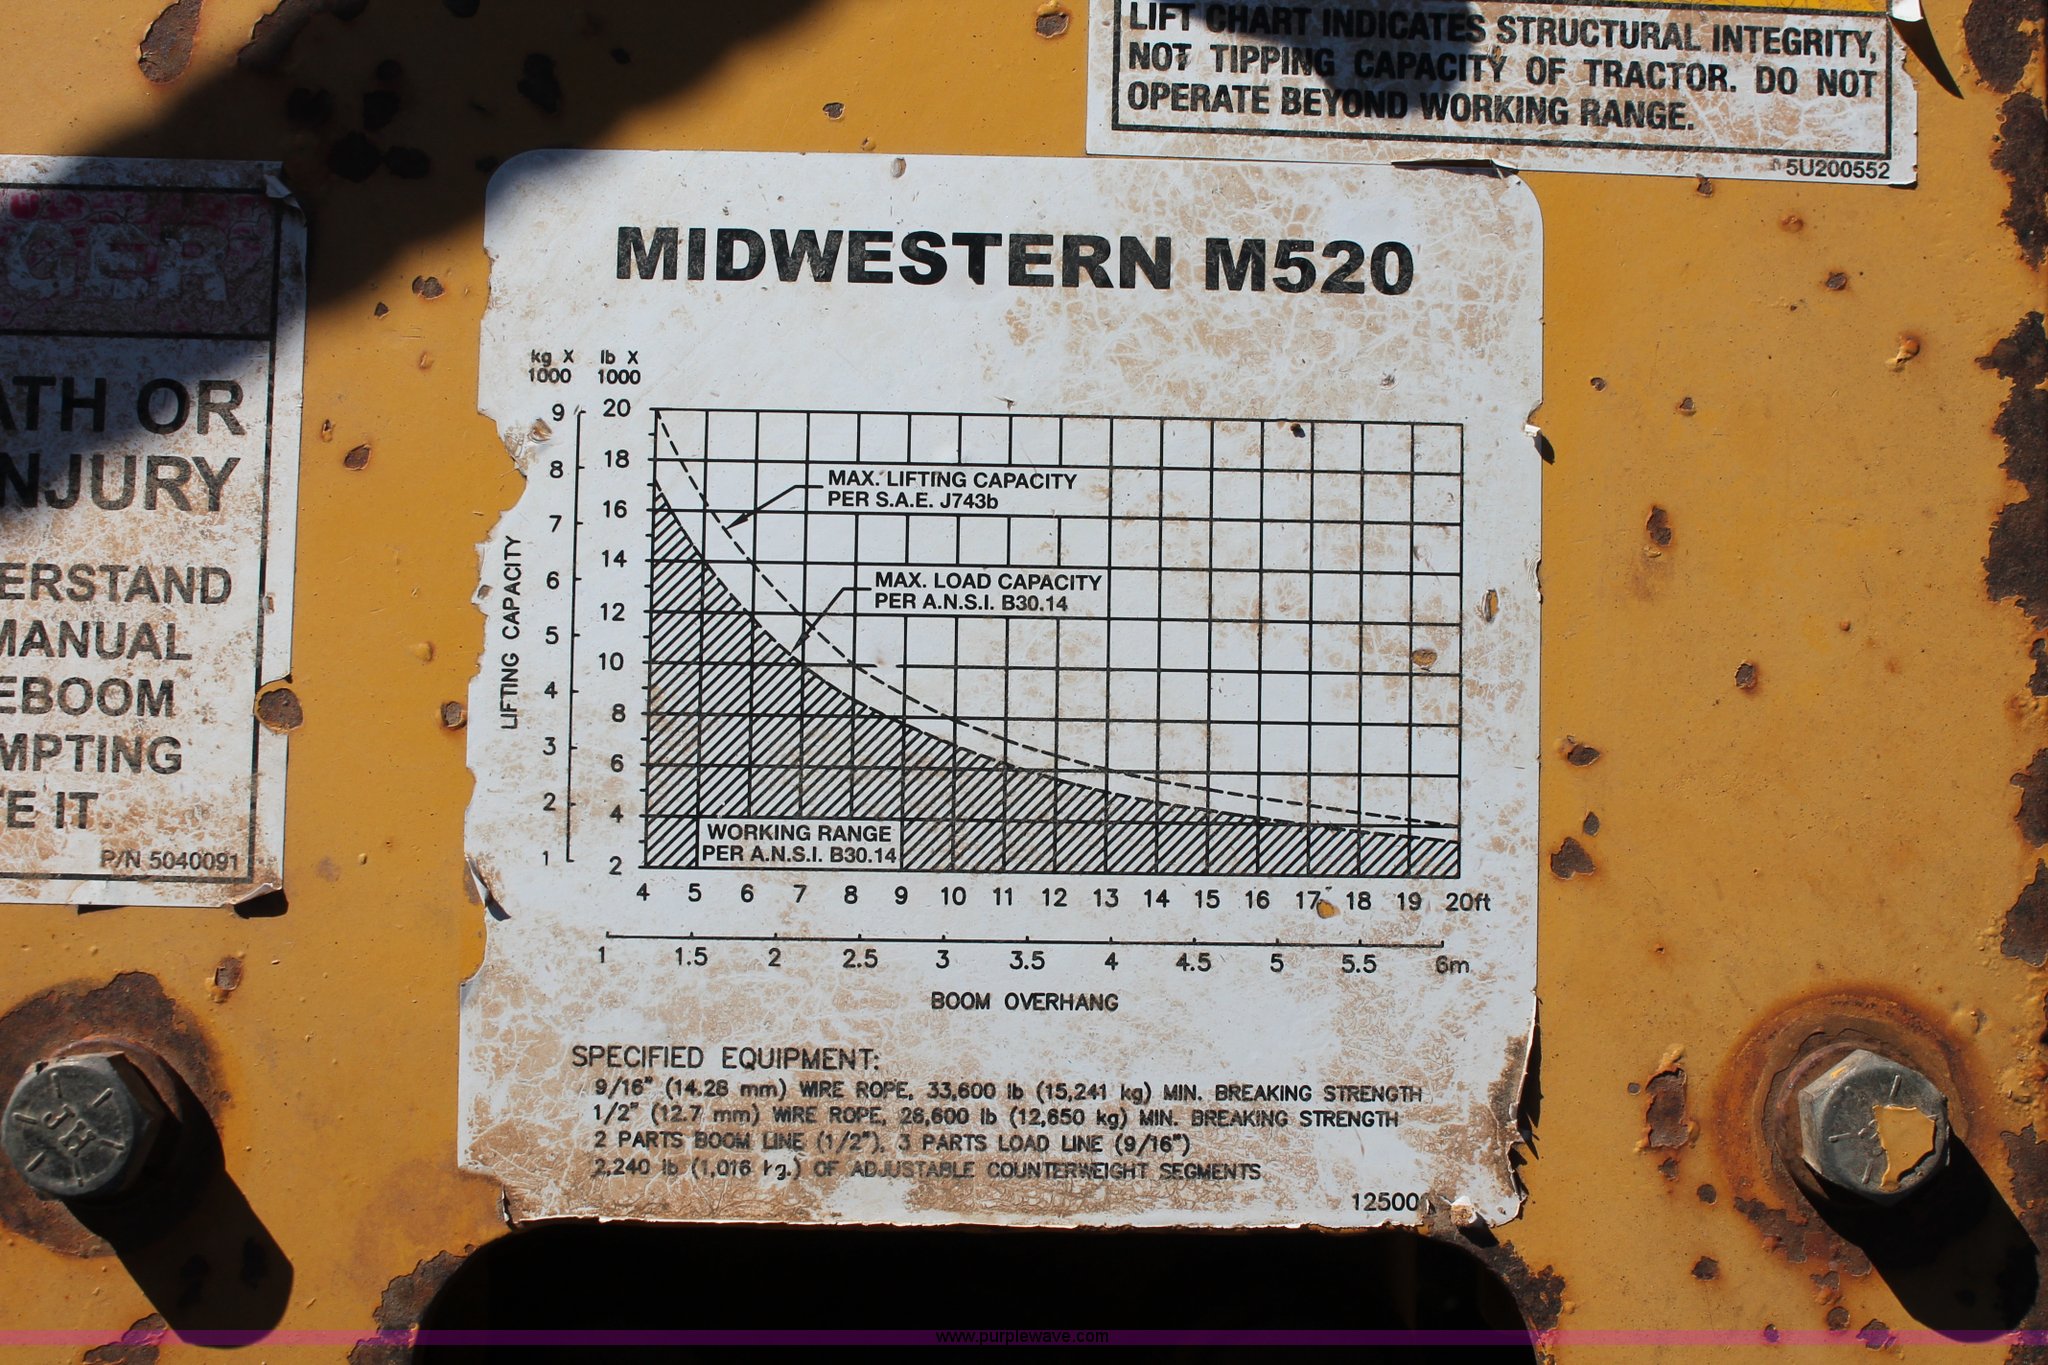 LIFT CHART INDICATES STRUCTURAL INTEGRITY,
NOT TIPPING CAPACITY OF TRACTOR. DO NOT
OPERATE BEYOND WORKING RANGE.
5U200552
GER
ATH OR
NJURY
ERSTAND
MANUAL
EBOOM
MPTING
E IT.
P/N 5040091
MIDWESTERN M520
kg X lb X
1000 1000
9 20
8 18
7 16
6 14
5 12
4 10
3 8
2 6
1 4
2
LIFTING CAPACITY
MAX. LIFTING CAPACITY
PER S.A.E. J743b
MAX. LOAD CAPACITY
PER A.N.S.I. B30.14
WORKING RANGE
PER A.N.S.I. B30.14
4 5 6 7 8 9 10 11 12 13 14 15 16 17 18 19 20ft
1 1.5 2 2.5 3 3.5 4 4.5 5 5.5 6m
BOOM OVERHANG
SPECIFIED EQUIPMENT:
9/16" (14.28 mm) WIRE ROPE, 33,600 lb (15,241 kg) MIN. BREAKING STRENGTH
1/2" (12.7 mm) WIRE ROPE, 26,600 lb (12,650 kg) MIN. BREAKING STRENGTH
2 PARTS BOOM LINE (1/2"), 3 PARTS LOAD LINE (9/16")
2,240 lb (1,016 kg.) OF ADJUSTABLE COUNTERWEIGHT SEGMENTS
12500
JH
www.purplewave.com